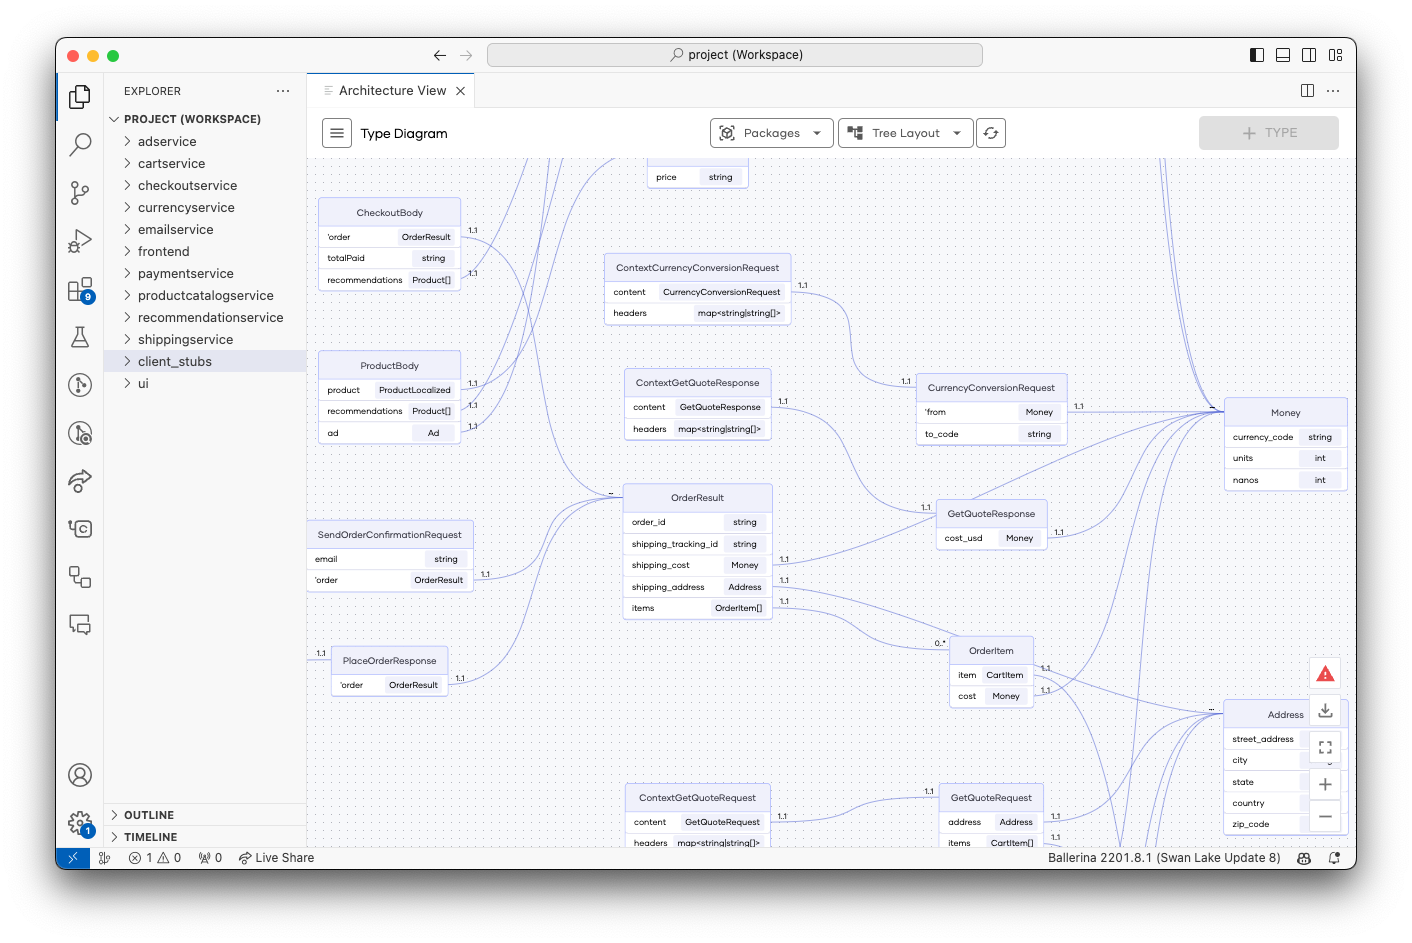 project (Workspace)
EXPLORER
Architecture View
PROJECT (WORKSPACE)
adservice
cartservice
checkoutservice
currencyservice
emailservice
frontend
paymentservice
productcatalogservice
recommendationservice
shippingservice
client_stubs
ui
OUTLINE
TIMELINE
9
1
Type Diagram
Packages
Tree Layout
+ TYPE
price string
CheckoutBody
'order OrderResult 1..1
totalPaid string
recommendations Product[] 1..1
ContextCurrencyConversionRequest
content CurrencyConversionRequest 1..1
headers map<string|string[]>
ProductBody
product ProductLocalized 1..1
recommendations Product[] 1..1
ad Ad 1..1
ContextGetQuoteResponse
content GetQuoteResponse 1..1
headers map<string|string[]>
1..1
CurrencyConversionRequest
'from Money 1..1
to_code string
Money
currency_code string
units int
nanos int
OrderResult
order_id string
shipping_tracking_id string
shipping_cost Money 1..1
shipping_address Address 1..1
items OrderItem[] 1..1
1..1
GetQuoteResponse
cost_usd Money 1..1
SendOrderConfirmationRequest
email string
'order OrderResult 1..1
1..1
PlaceOrderResponse
'order OrderResult 1..1
0..*
OrderItem
item CartItem 1..1
cost Money 1..1
Address
street_address
city
state
country
zip_code
ContextGetQuoteRequest
content GetQuoteRequest 1..1
headers map<string|string[]>
1..1
GetQuoteRequest
address Address 1..1
items CartItem[] 1..1
1 0 0 Live Share
Ballerina 2201.8.1 (Swan Lake Update 8)